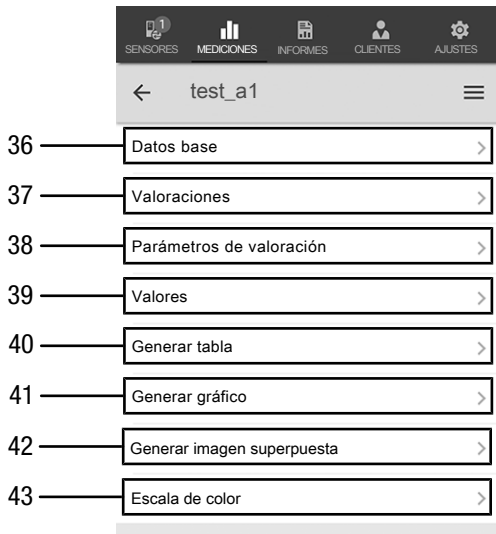 1
SENSORES MEDICIONES INFORMES CLIENTES AJUSTES
test_a1
36 Datos base
37 Valoraciones
38 Parámetros de valoración
39 Valores
40 Generar tabla
41 Generar gráfico
42 Generar imagen superpuesta
43 Escala de color